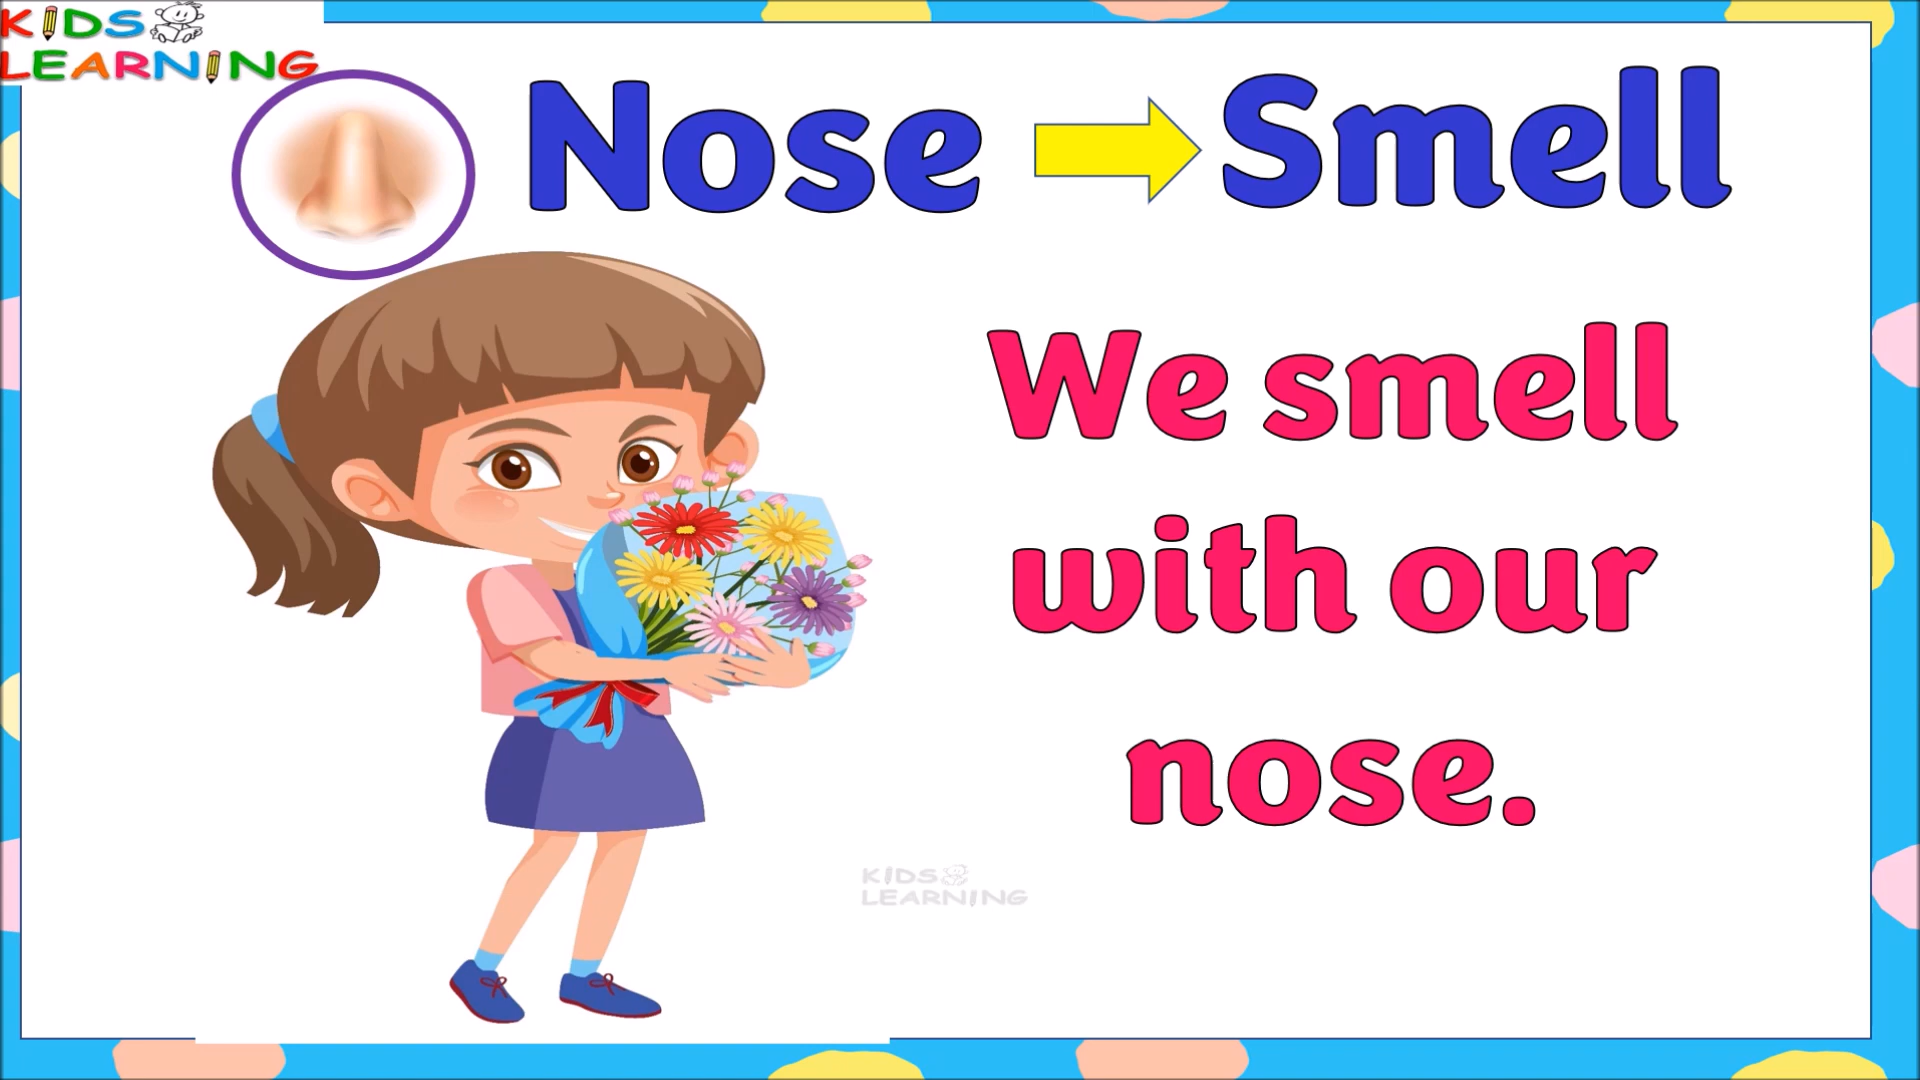 KIDS
LEARNING
Nose Smell
We smell
with our
nose.
KIDS
LEARNING